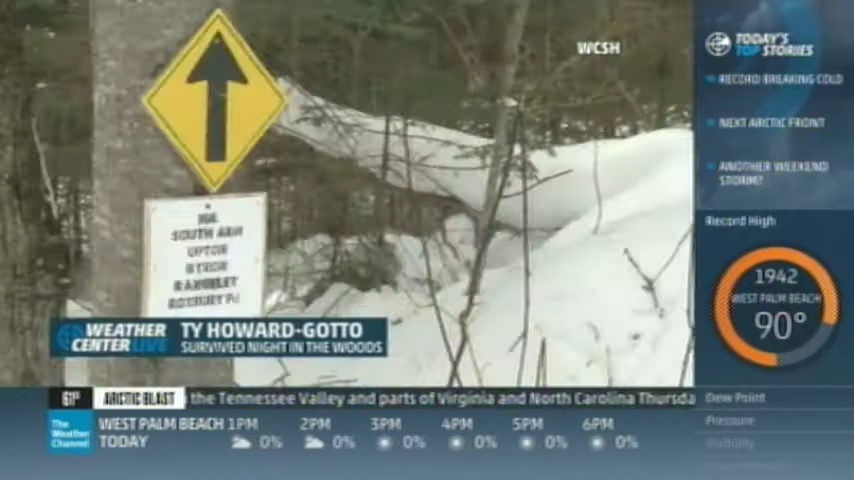 WCSH
TODAY'S
TOP STORIES
RECORD BREAKING COLD
NEXT ARCTIC FRONT
ANOTHER WEEKEND
STORM?
SOUTH ARM
UPTON
BYRON
Record High
1942
WEST PALM BEACH
90°
WEATHER
CENTER LIVE
TY HOWARD-GOTTO
SURVIVED NIGHT IN THE WOODS
61° ARCTIC BLAST the Tennessee Valley and parts of Virginia and North Carolina Thursda
Dew Point
Pressure
Visibility
The
Weather
Channel
WEST PALM BEACH 1PM 2PM 3PM 4PM 5PM 6PM
TODAY 0% 0% 0% 0% 0% 0%